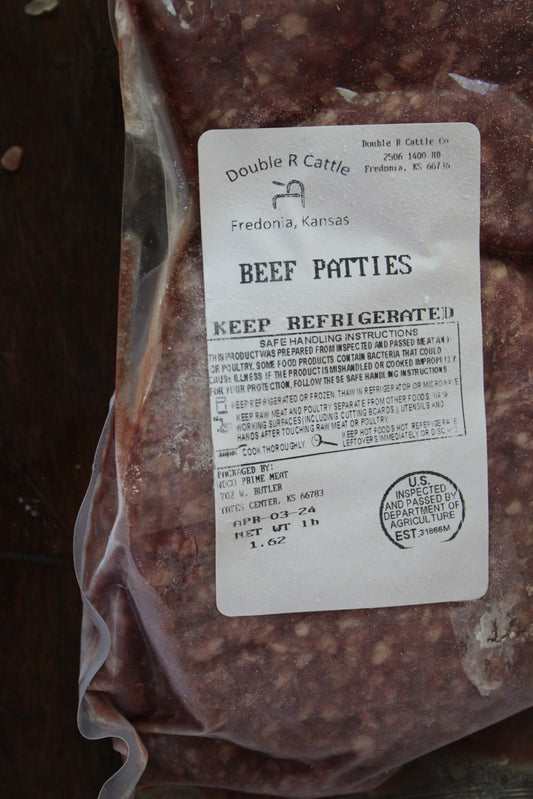 Double R Cattle
Fredonia, Kansas
Double R Cattle Co
2506 1400 RD
Fredonia, KS 66736
BEEF PATTIES
KEEP REFRIGERATED
SAFE HANDLING INSTRUCTIONS
THIS PRODUCT WAS PREPARED FROM INSPECTED AND PASSED MEAT AND/
OR POULTRY. SOME FOOD PRODUCTS CONTAIN BACTERIA THAT COULD
CAUSE ILLNESS IF THE PRODUCT IS MISHANDLED OR COOKED IMPROPERLY.
FOR YOUR PROTECTION, FOLLOW THESE SAFE HANDLING INSTRUCTIONS.
KEEP REFRIGERATED OR FROZEN. THAW IN REFRIGERATOR OR MICROWAVE.
KEEP RAW MEAT AND POULTRY SEPARATE FROM OTHER FOODS. WASH
WORKING SURFACES (INCLUDING CUTTING BOARDS), UTENSILS AND
HANDS AFTER TOUCHING RAW MEAT OR POULTRY.
COOK THOROUGHLY.
KEEP HOT FOODS HOT. REFRIGERATE
LEFTOVERS IMMEDIATELY OR DISCARD.
PACKAGED BY:
PRIME MEAT
702 W. BUTLER
YATES CENTER, KS 66783
APR-03-24
NET WT lb
1.62
U.S.
INSPECTED
AND PASSED BY
DEPARTMENT OF
AGRICULTURE
EST. 31866M